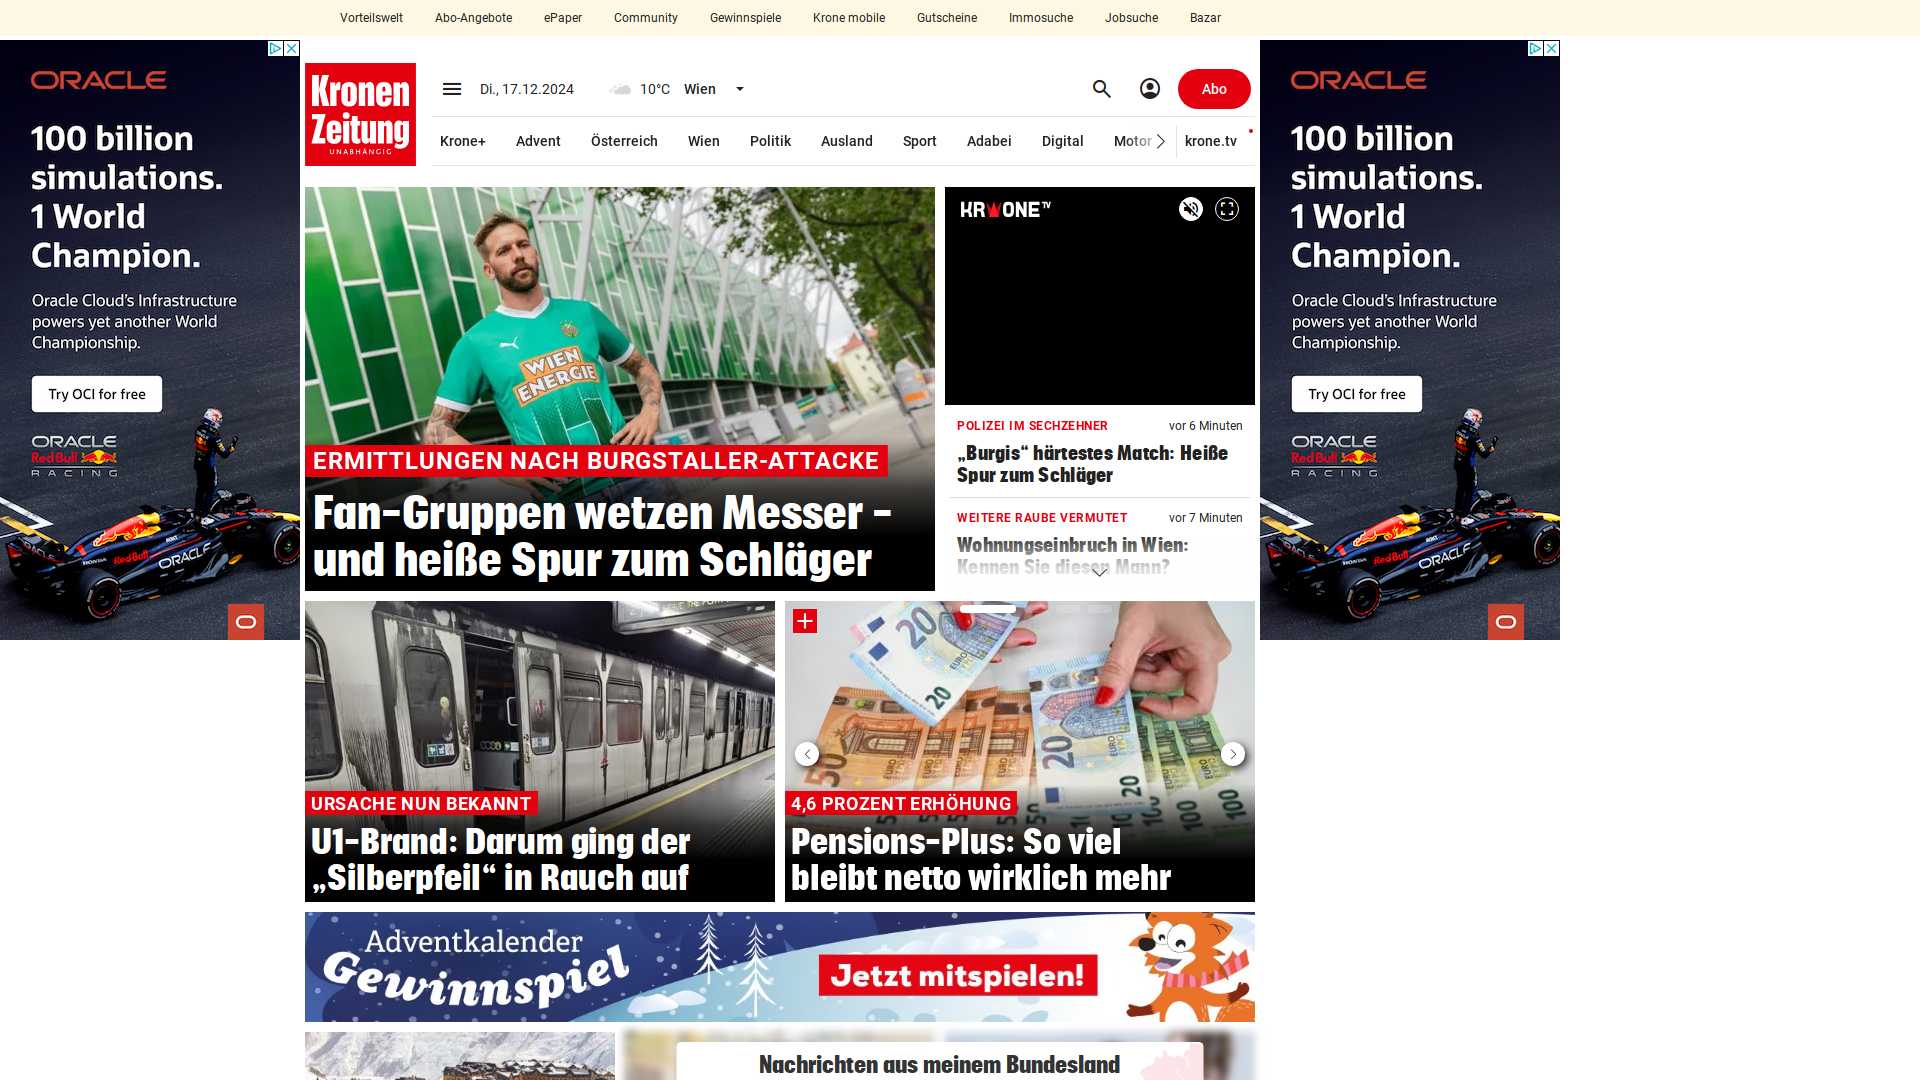 Vorteilswelt Abo-Angebote ePaper Community Gewinnspiele Krone mobile Gutscheine Immosuche Jobsuche Bazar
ORACLE
100 billion
simulations.
1 World
Champion.
Oracle Cloud's Infrastructure
powers yet another World
Championship.
Try OCI for free
ORACLE
Red Bull
RACING
Kronen
Zeitung
UNABHÄNGIG
Di., 17.12.2024
10°C Wien
Abo
Krone+ Advent Österreich Wien Politik Ausland Sport Adabei Digital Motor krone.tv
WIEN
ENERGIE
ERMITTLUNGEN NACH BURGSTALLER-ATTACKE
Fan-Gruppen wetzen Messer –
und heiße Spur zum Schläger
KRONE TV
POLIZEI IM SECHZEHNER vor 6 Minuten
„Burgis“ härtestes Match: Heiße
Spur zum Schläger
WEITERE RAUBE VERMUTET vor 7 Minuten
Wohnungseinbruch in Wien:
Kennen Sie diesen Mann?
URSACHE NUN BEKANNT
U1-Brand: Darum ging der
„Silberpfeil“ in Rauch auf
4,6 PROZENT ERHÖHUNG
Pensions-Plus: So viel
bleibt netto wirklich mehr
Adventkalender
Gewinnspiel
Jetzt mitspielen!
Nachrichten aus meinem Bundesland
ORACLE
100 billion
simulations.
1 World
Champion.
Oracle Cloud's Infrastructure
powers yet another World
Championship.
Try OCI for free
ORACLE
Red Bull
RACING